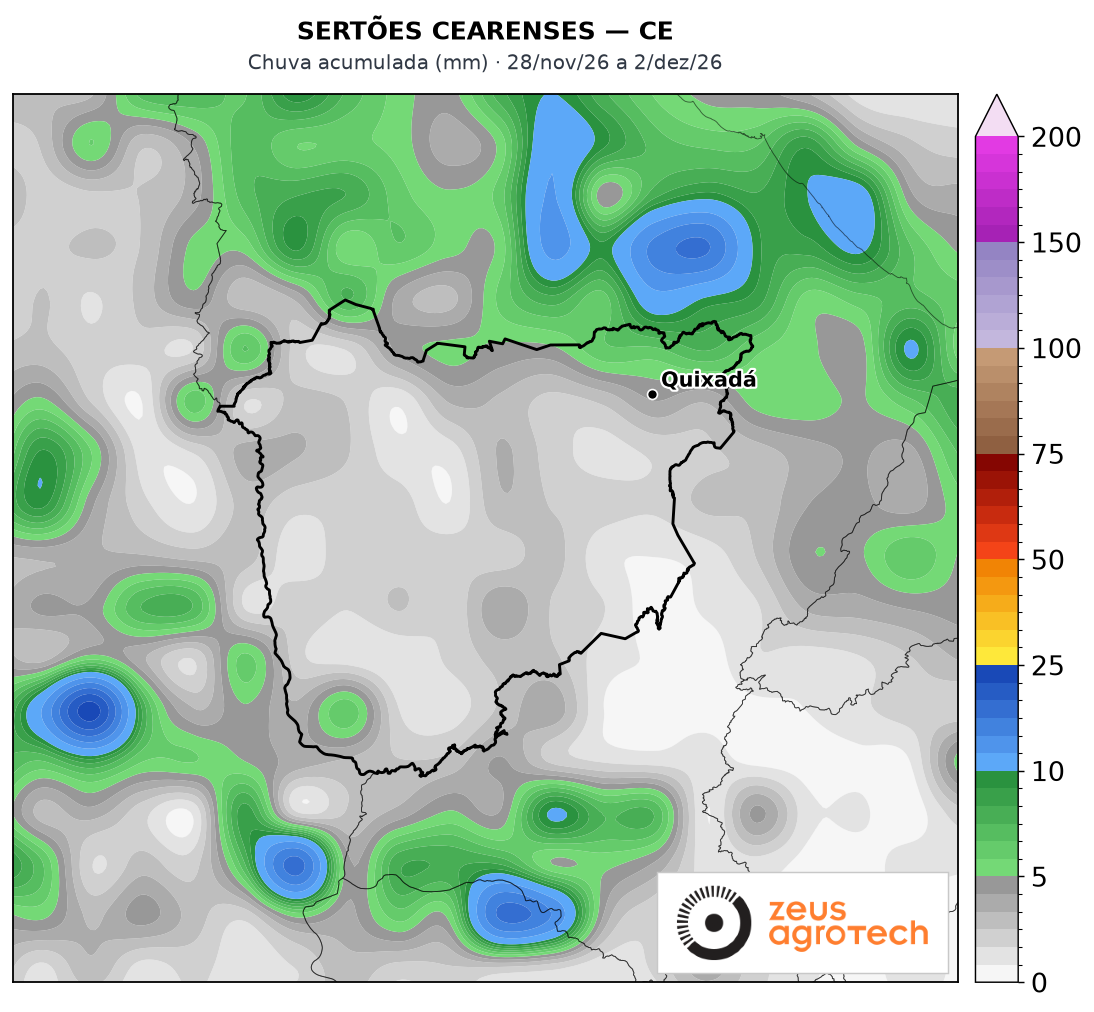 SERTÕES CEARENSES — CE
Chuva acumulada (mm) · 28/nov/26 a 2/dez/26
200
150
100
75
50
25
10
5
0
Quixadá
zeus
agrotech